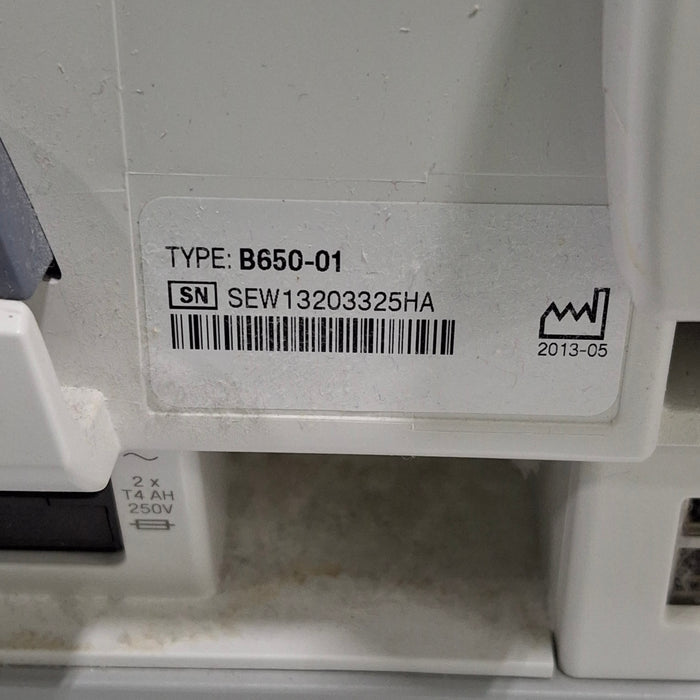 TYPE: B650-01
SN SEW13203325HA
2013-05
2 x
T4 AH
250V